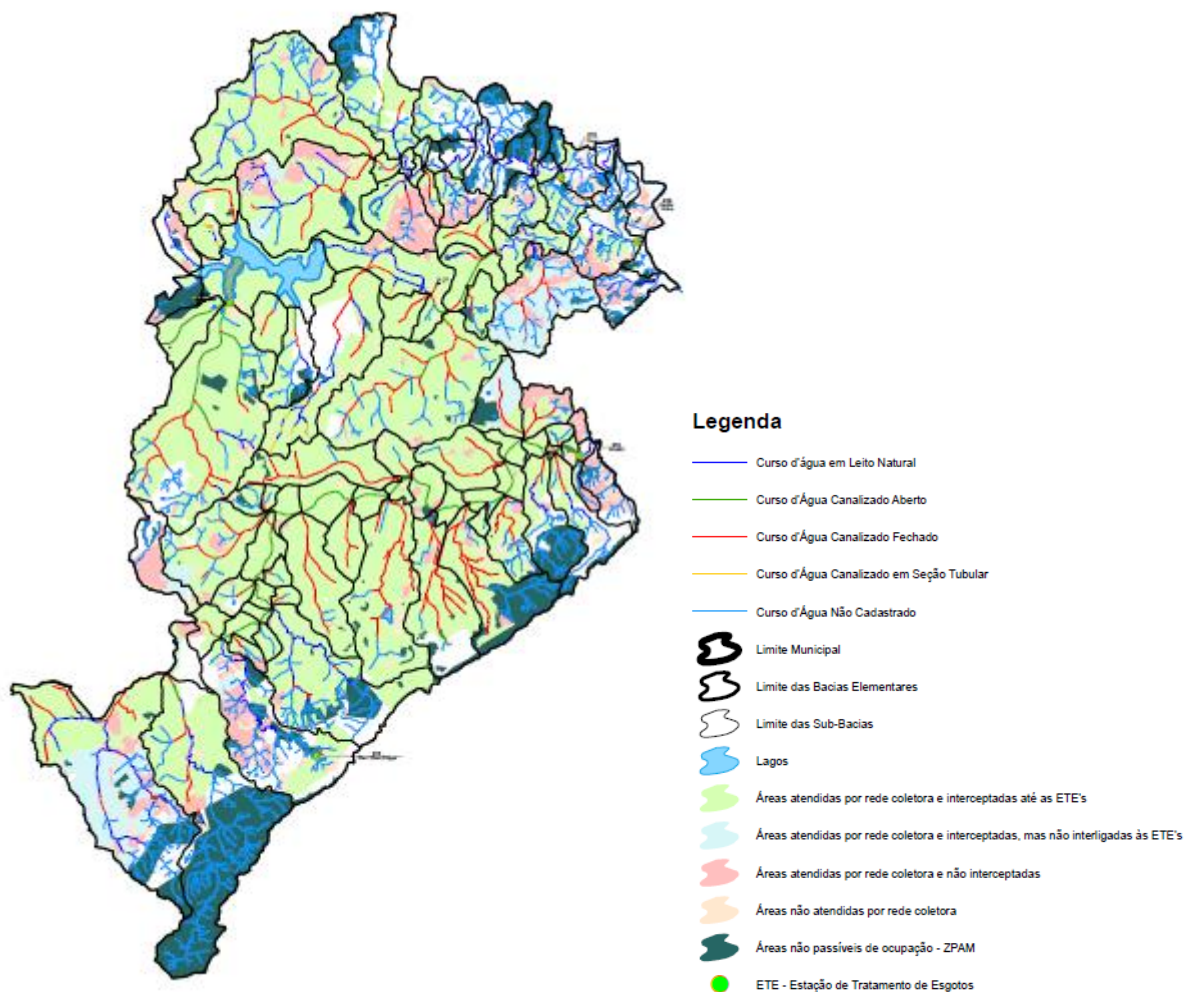 Legenda
Curso d'água em Leito Natural
Curso d'Água Canalizado Aberto
Curso d'Água Canalizado Fechado
Curso d'Água Canalizado em Seção Tubular
Curso d'Água Não Cadastrado
Limite Municipal
Limite das Bacias Elementares
Limite das Sub-Bacias
Lagos
Áreas atendidas por rede coletora e interceptadas até as ETE's
Áreas atendidas por rede coletora e interceptadas, mas não interligadas às ETE's
Áreas atendidas por rede coletora e não interceptadas
Áreas não atendidas por rede coletora
Áreas não passíveis de ocupação - ZPAM
ETE - Estação de Tratamento de Esgotos